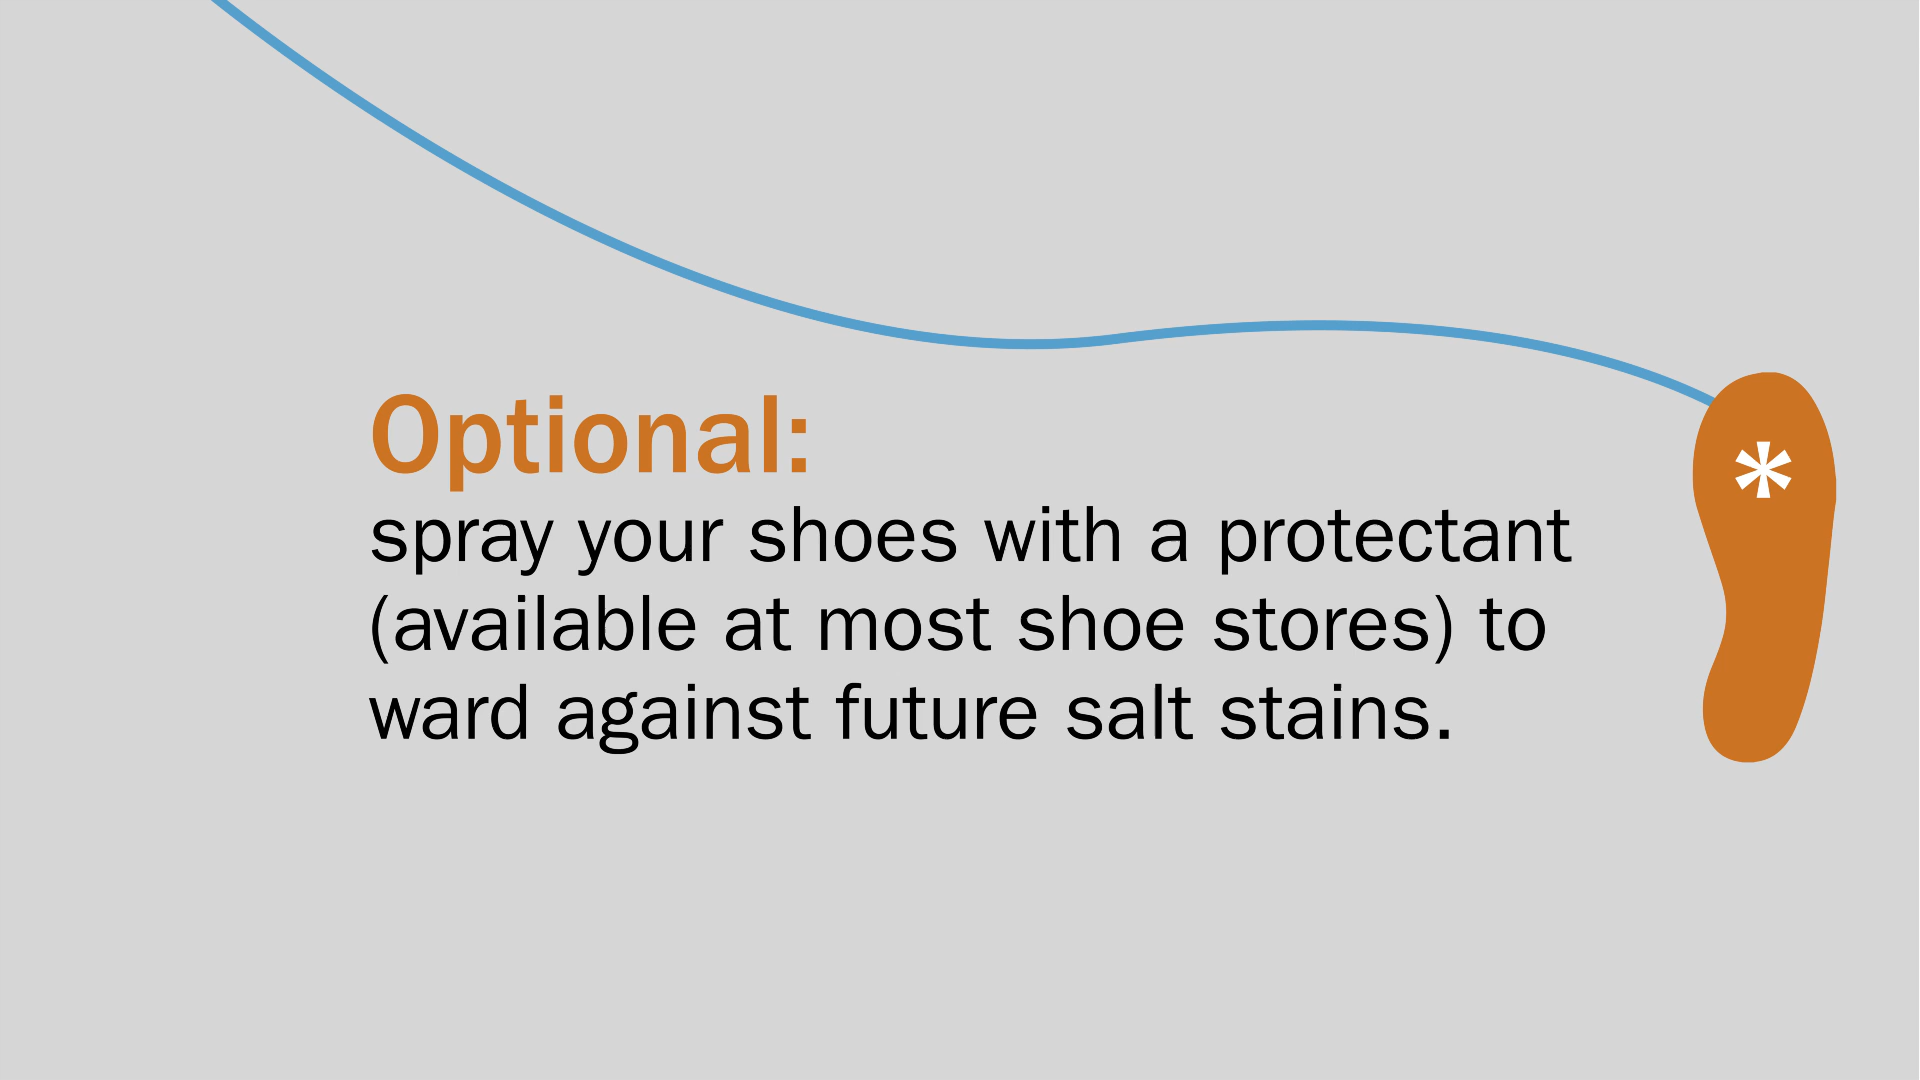 Optional:
spray your shoes with a protectant
(available at most shoe stores) to
ward against future salt stains.
*